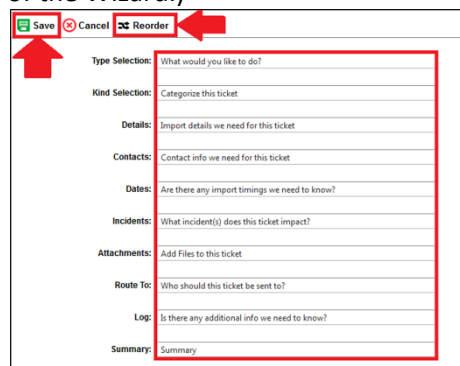 of the Wizard.)
Save Cancel Reorder
Type Selection: What would you like to do?
Kind Selection: Categorize this ticket
Details: Import details we need for this ticket
Contacts: Contact info we need for this ticket
Dates: Are there any import timings we need to know?
Incidents: What incident(s) does this ticket impact?
Attachments: Add Files to this ticket
Route To: Who should this ticket be sent to?
Log: Is there any additional info we need to know?
Summary: Summary